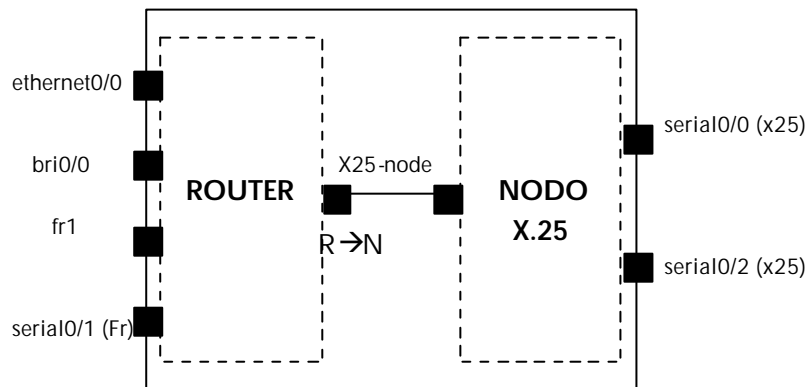 ethernet0/0
bri0/0
fr1
serial0/1 (Fr)
ROUTER
X25-node
R→N
NODO
X.25
serial0/0 (x25)
serial0/2 (x25)